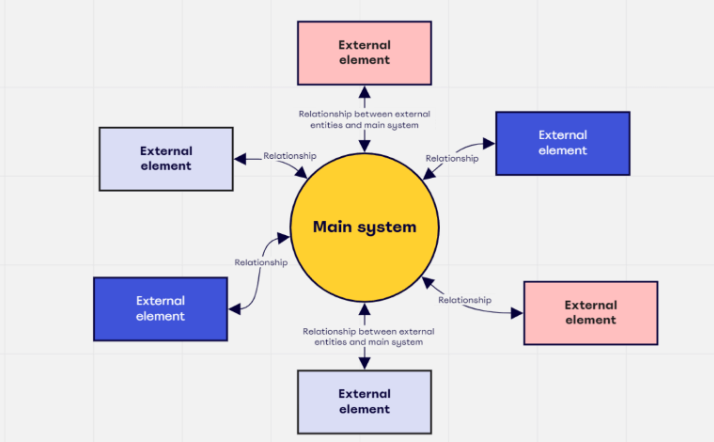 External
element
Relationship between external
entities and main system
External
element
External
element
Relationship
Relationship
Main system
Relationship
External
element
Relationship
External
element
Relationship between external
entities and main system
External
element